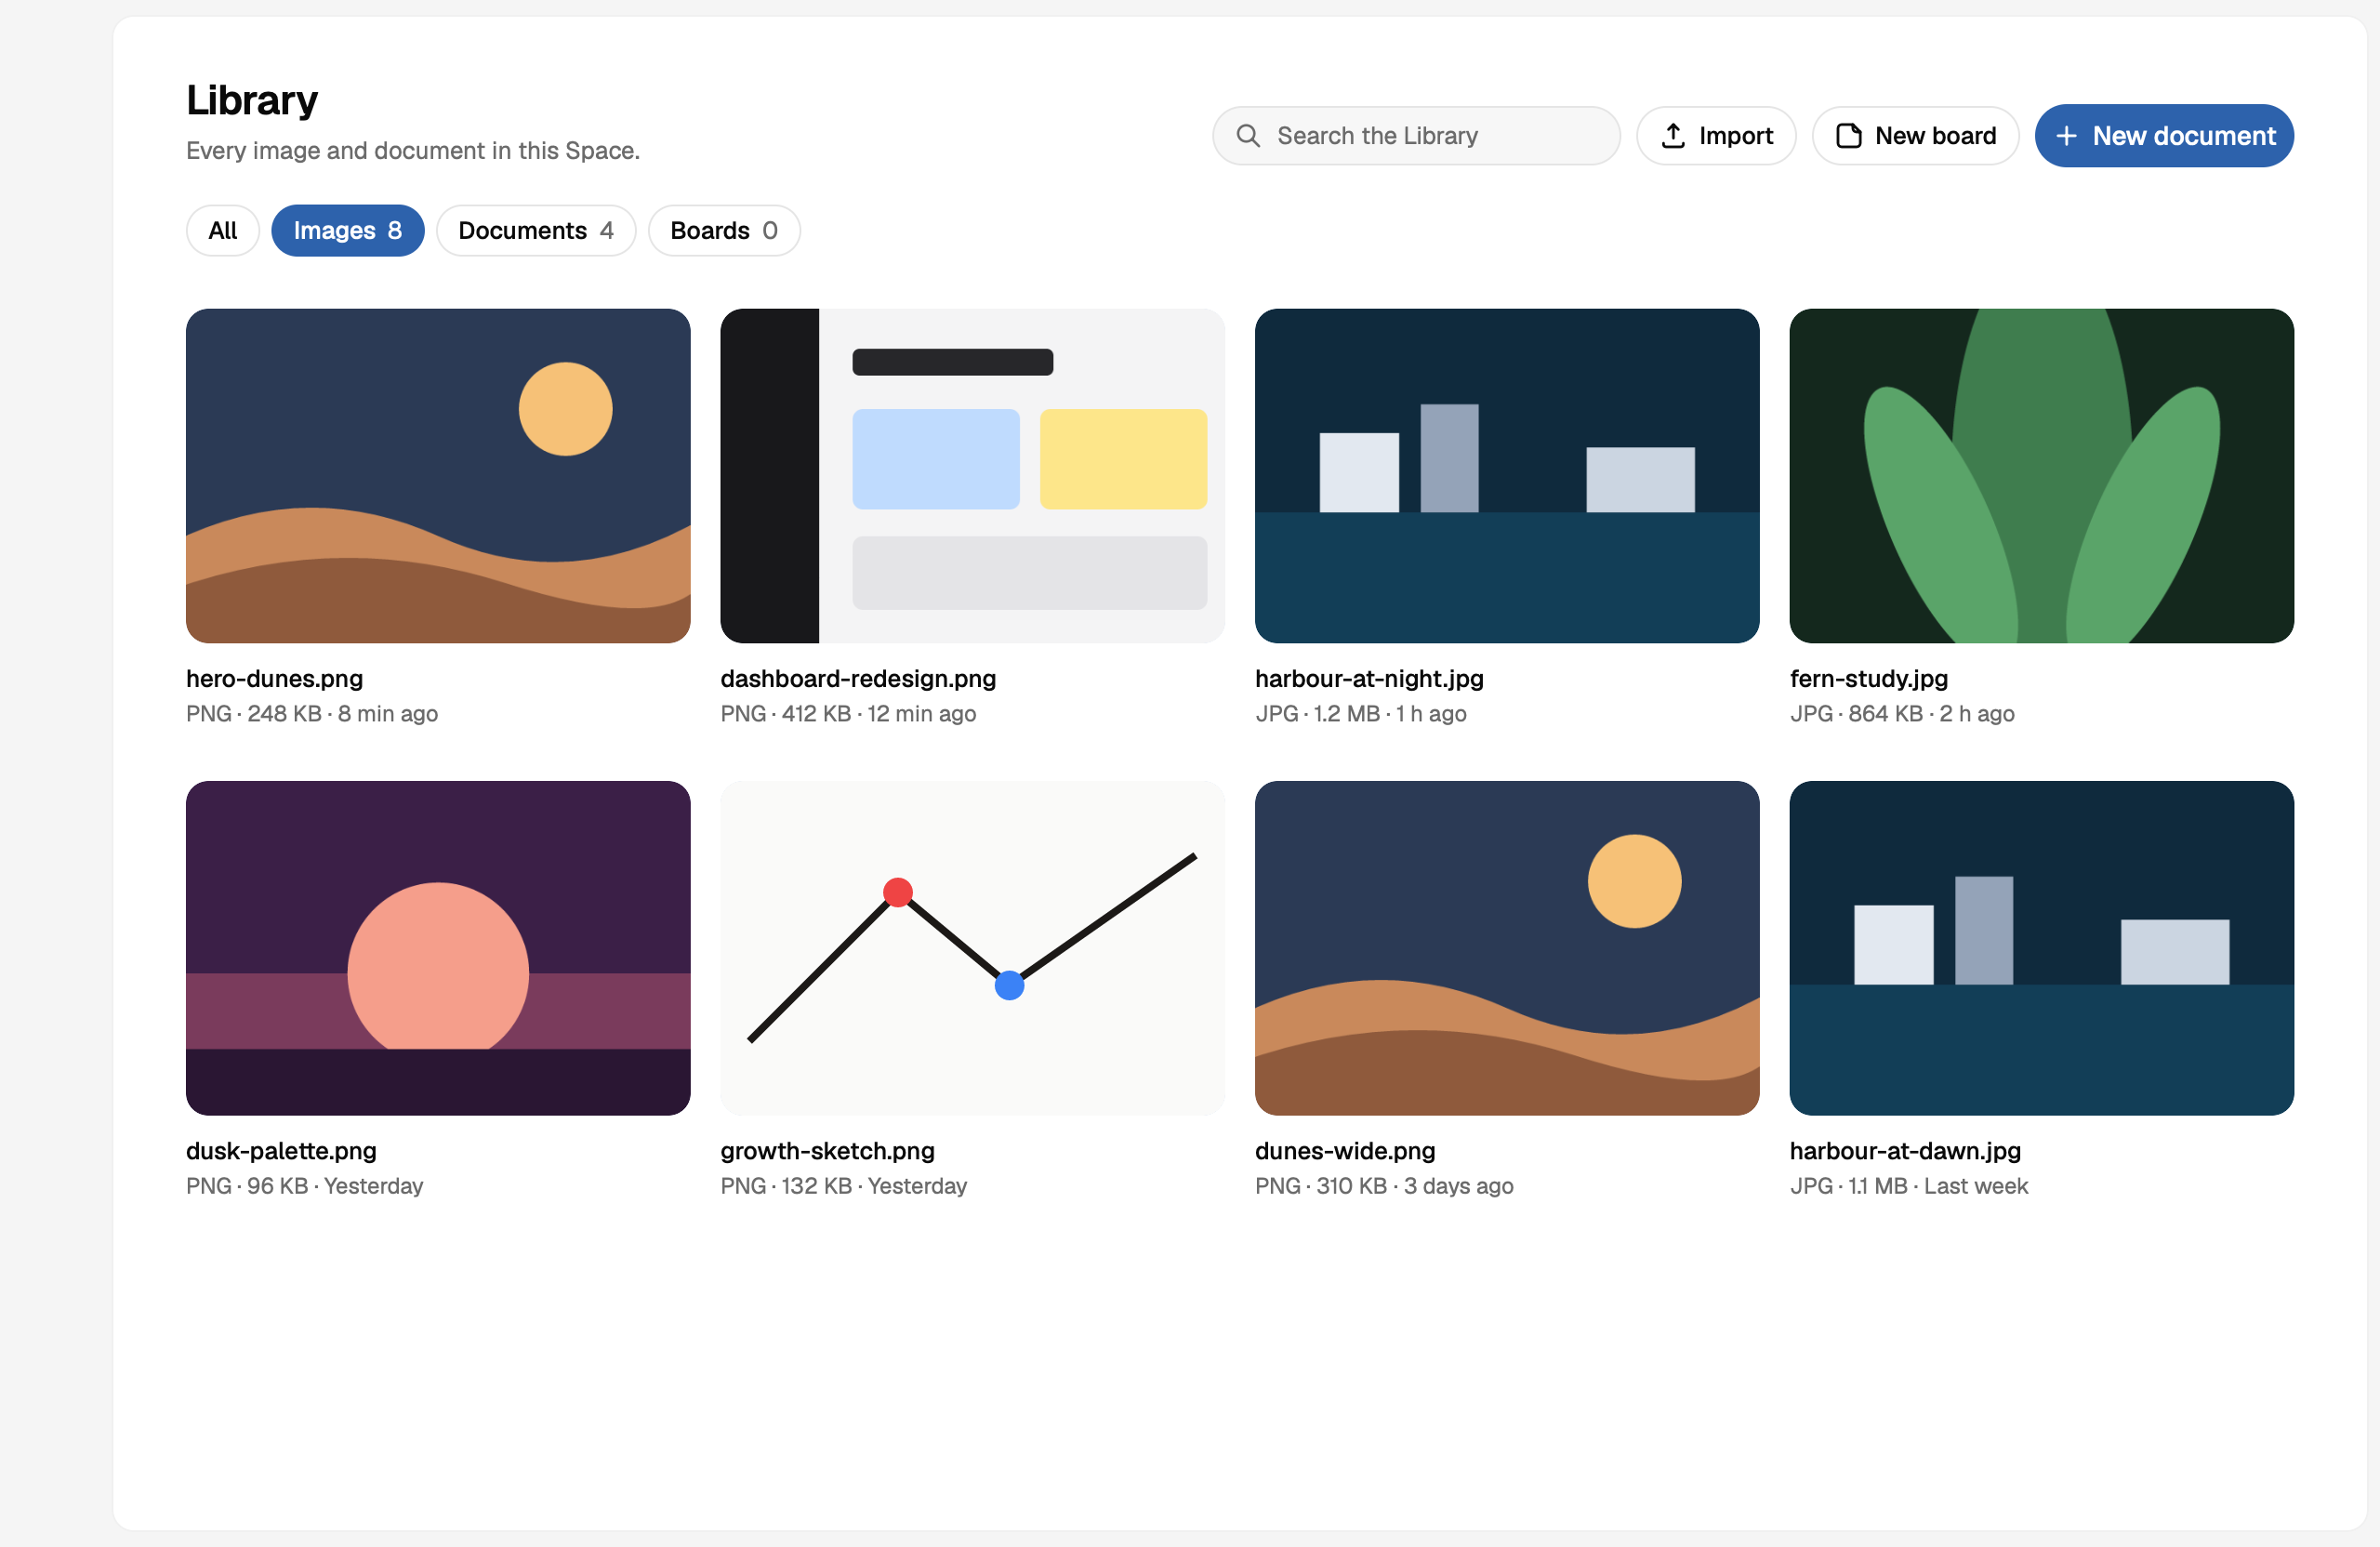 Library
Every image and document in this Space.
Search the Library
Import
New board
New document
All
Images 8
Documents 4
Boards 0
hero-dunes.png
PNG · 248 KB · 8 min ago
dashboard-redesign.png
PNG · 412 KB · 12 min ago
harbour-at-night.jpg
JPG · 1.2 MB · 1 h ago
fern-study.jpg
JPG · 864 KB · 2 h ago
dusk-palette.png
PNG · 96 KB · Yesterday
growth-sketch.png
PNG · 132 KB · Yesterday
dunes-wide.png
PNG · 310 KB · 3 days ago
harbour-at-dawn.jpg
JPG · 1.1 MB · Last week